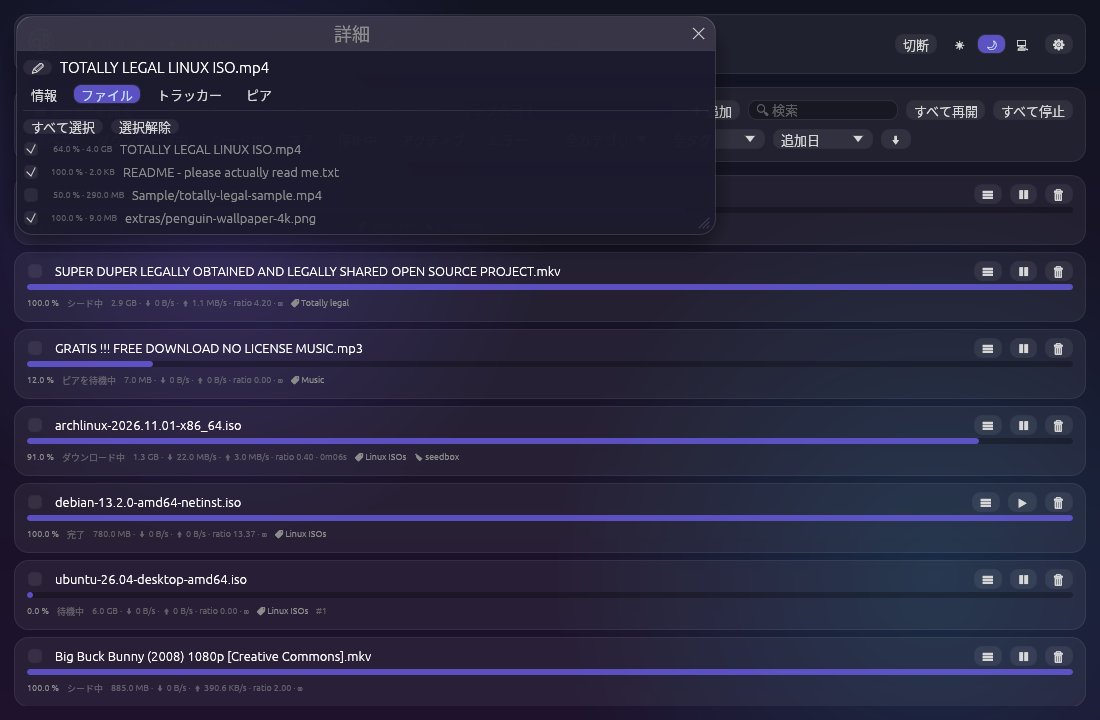 詳細
切断
TOTALLY LEGAL LINUX ISO.mp4
情報 ファイル トラッカー ピア
追加 検索 すべて再開 すべて停止
すべて選択 選択解除
追加日
64.0 % · 4.0 GB TOTALLY LEGAL LINUX ISO.mp4
100.0 % · 2.0 KB README - please actually read me.txt
50.0 % · 290.0 MB Sample/totally-legal-sample.mp4
100.0 % · 9.0 MB extras/penguin-wallpaper-4k.png
SUPER DUPER LEGALLY OBTAINED AND LEGALLY SHARED OPEN SOURCE PROJECT.mkv
100.0 % シード中 2.9 GB · ↓ 0 B/s · ↑ 1.1 MB/s · ratio 4.20 · ∞ Totally legal
GRATIS !!! FREE DOWNLOAD NO LICENSE MUSIC.mp3
12.0 % ピアを待機中 7.0 MB · ↓ 0 B/s · ↑ 0 B/s · ratio 0.00 · ∞ Music
archlinux-2026.11.01-x86_64.iso
91.0 % ダウンロード中 1.3 GB · ↓ 22.0 MB/s · ↑ 3.0 MB/s · ratio 0.40 · 0m06s Linux ISOs seedbox
debian-13.2.0-amd64-netinst.iso
100.0 % 完了 780.0 MB · ↓ 0 B/s · ↑ 0 B/s · ratio 13.37 · ∞ Linux ISOs
ubuntu-26.04-desktop-amd64.iso
0.0 % 待機中 6.0 GB · ↓ 0 B/s · ↑ 0 B/s · ratio 0.00 · ∞ Linux ISOs #1
Big Buck Bunny (2008) 1080p [Creative Commons].mkv
100.0 % シード中 885.0 MB · ↓ 0 B/s · ↑ 390.6 KB/s · ratio 2.00 · ∞